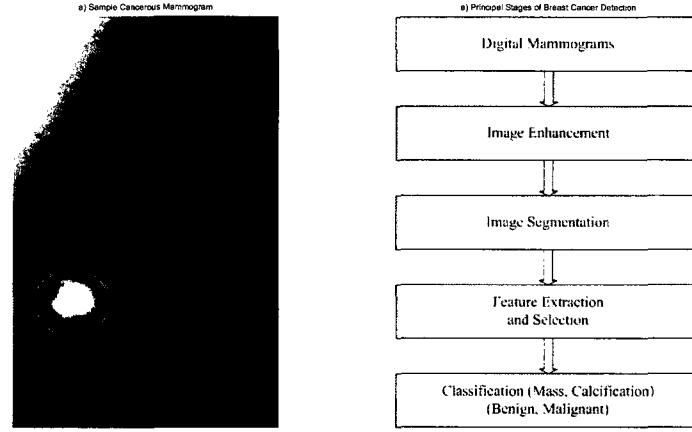 a) Sample Cancerous Mammogram
a) Principal Stages of Breast Cancer Detection
Digital Mammograms
Image Enhancement
Image Segmentation
Feature Extraction
and Selection
Classification (Mass, Calcification)
(Benign, Malignant)